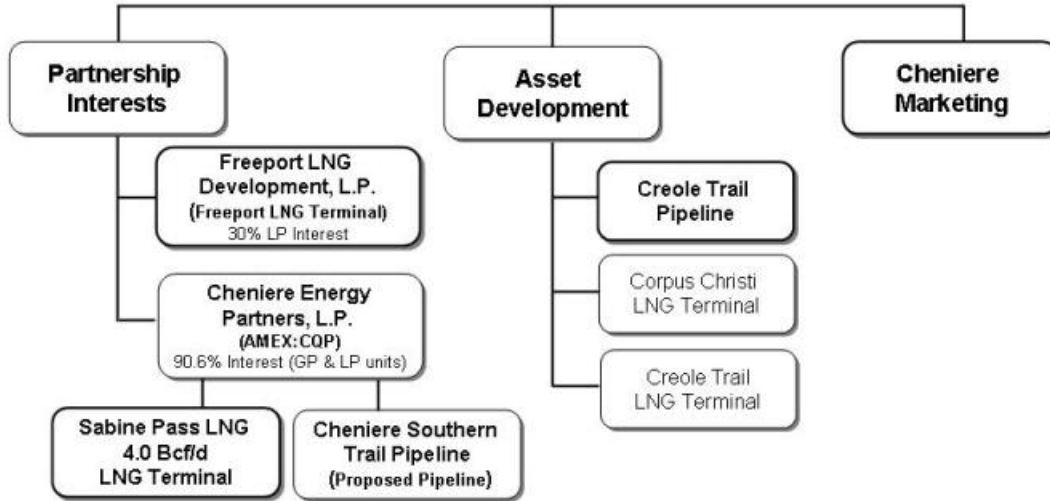 Partnership
Interests
Asset
Development
Cheniere
Marketing
Freeport LNG
Development, L.P.
(Freeport LNG Terminal)
30% LP Interest
Cheniere Energy
Partners, L.P.
(AMEX:CQP)
90.6% Interest (GP & LP units)
Sabine Pass LNG
4.0 Bcf/d
LNG Terminal
Cheniere Southern
Trail Pipeline
(Proposed Pipeline)
Creole Trail
Pipeline
Corpus Christi
LNG Terminal
Creole Trail
LNG Terminal